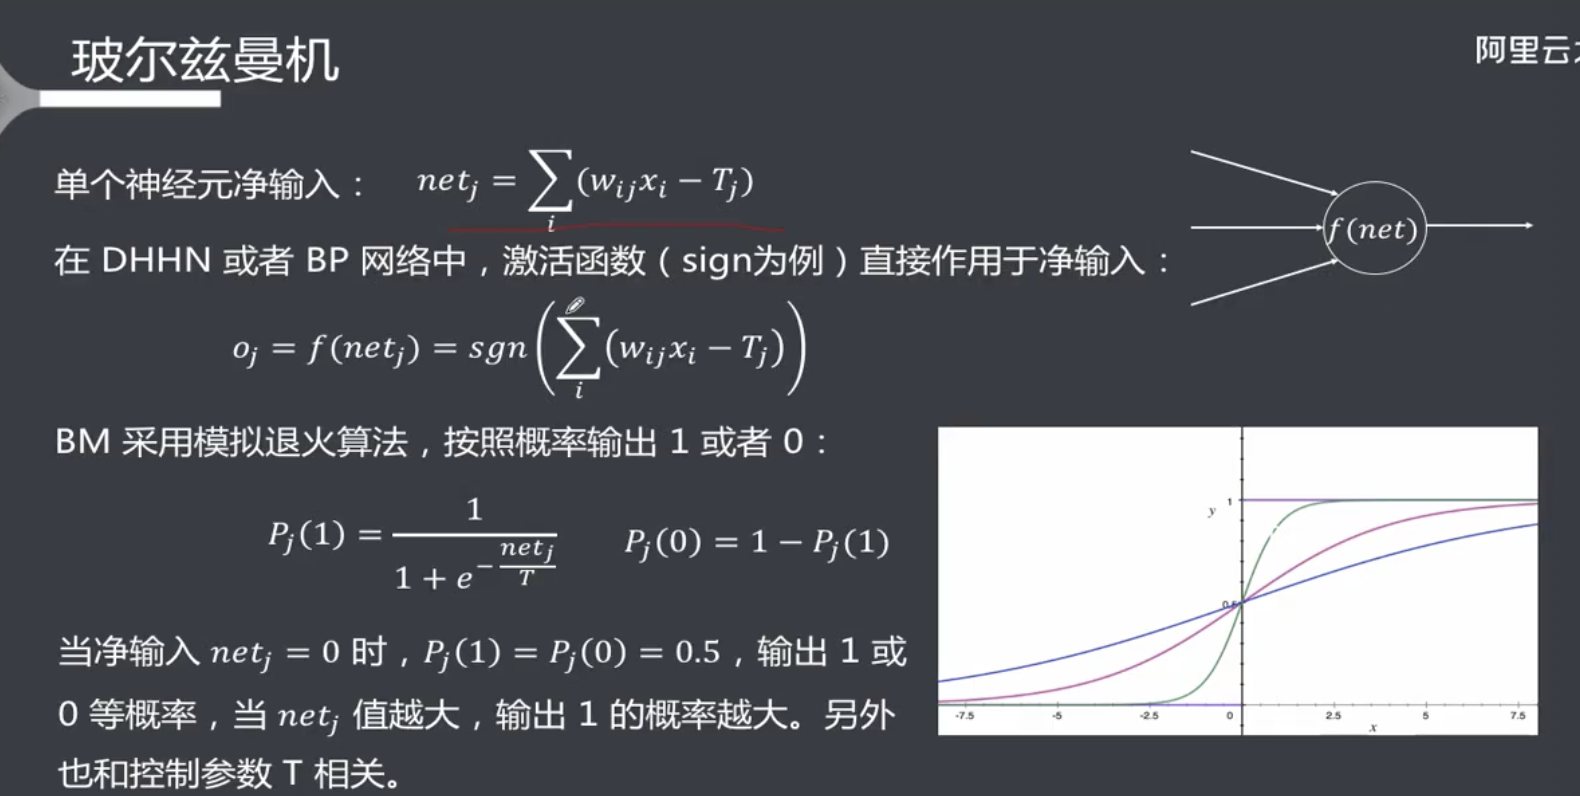 玻尔兹曼机
阿里云
单个神经元净输入： net_j = ∑_i (w_{ij}x_i − T_j)
f(net)
在 DHHN 或者 BP 网络中，激活函数（sign为例）直接作用于净输入：
o_j = f(net_j) = sgn(∑_i (w_{ij}x_i − T_j))
BM 采用模拟退火算法，按照概率输出 1 或者 0：
P_j(1) = 1 / (1 + e^{−net_j/T}) P_j(0) = 1 − P_j(1)
当净输入 net_j = 0 时，P_j(1) = P_j(0) = 0.5，输出 1 或
0 等概率，当 net_j 值越大，输出 1 的概率越大。另外
也和控制参数 T 相关。
1
y
0.5
-7.5 -5 -2.5 0 2.5 5 7.5
x